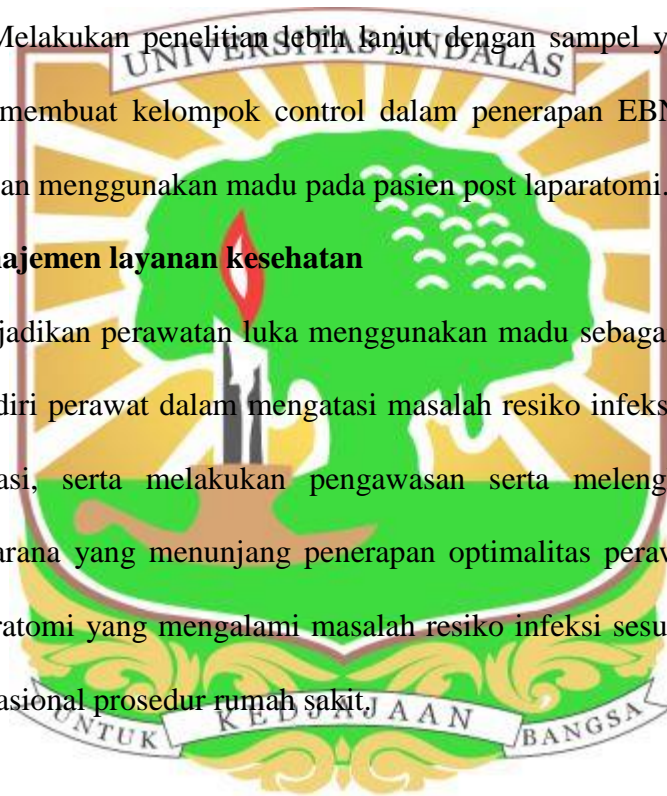 UNIVERSITAS ANDALAS
Melakukan penelitian lebih lanjut dengan sampel y
membuat kelompok control dalam penerapan EBN
an menggunakan madu pada pasien post laparatomi.
najemen layanan kesehatan
jadikan perawatan luka menggunakan madu sebaga
diri perawat dalam mengatasi masalah resiko infeks
asi, serta melakukan pengawasan serta meleng
arana yang menunjang penerapan optimalitas peraw
ratomi yang mengalami masalah resiko infeksi sesu
asional prosedur rumah sakit.
UNTUK KEDJAJAAN BANGSA